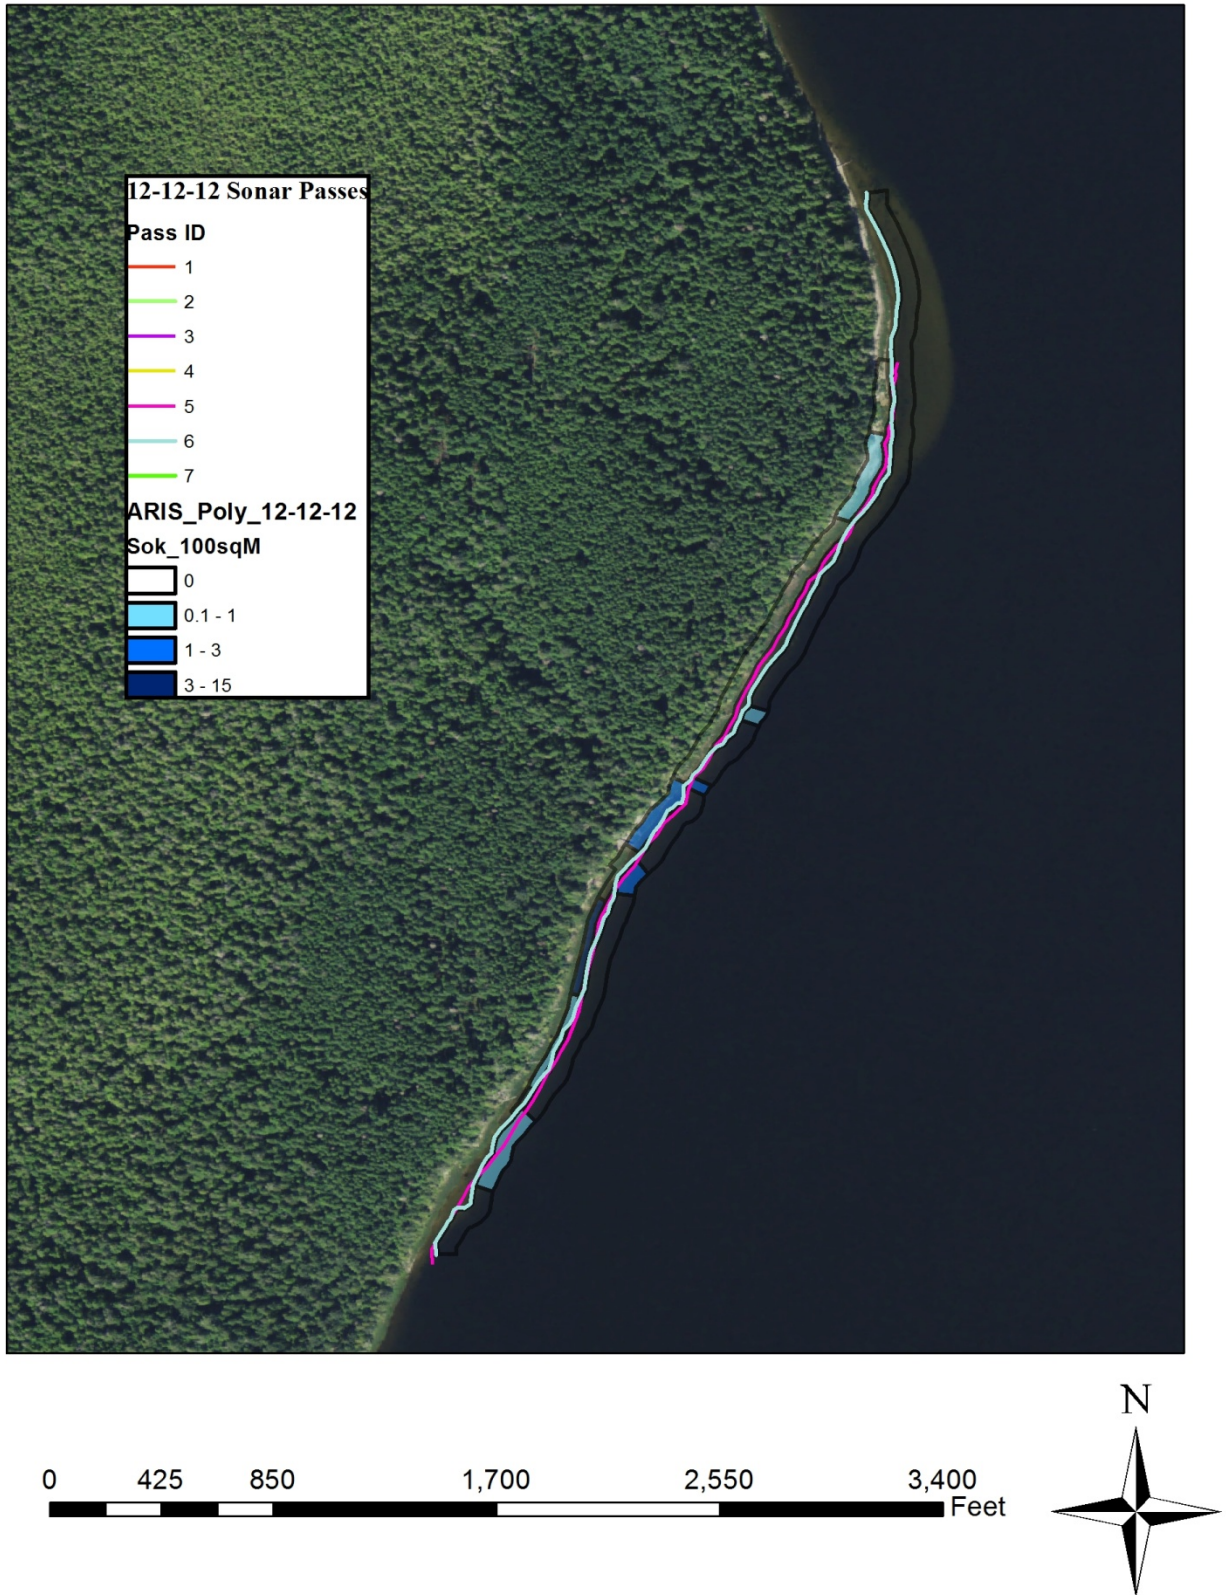 12-12-12 Sonar Passes
Pass ID
1
2
3
4
5
6
7
ARIS_Poly_12-12-12
Sok_100sqM
0
0.1 - 1
1 - 3
3 - 15
N
0 425 850 1,700 2,550 3,400
Feet